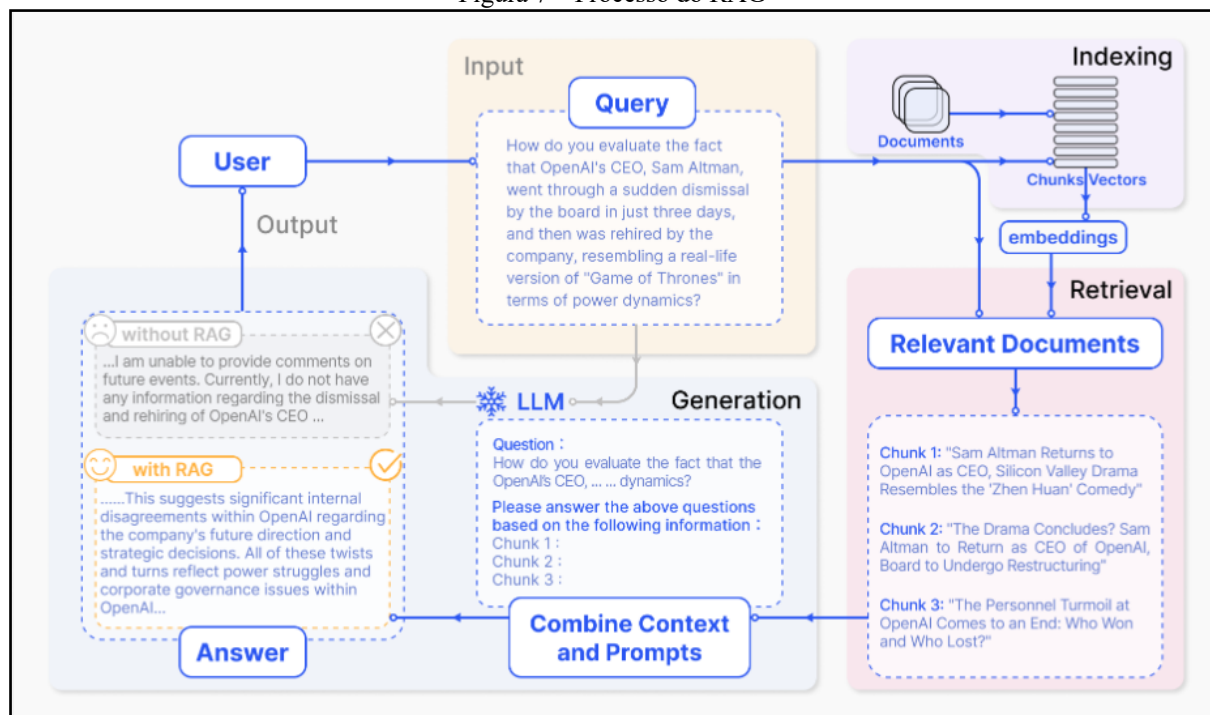 Figura 7 – Processo do RAG
Input
Query
How do you evaluate the fact
that OpenAI's CEO, Sam Altman,
went through a sudden dismissal
by the board in just three days,
and then was rehired by the
company, resembling a real-life
version of "Game of Thrones" in
terms of power dynamics?
Indexing
Documents
Chunks Vectors
embeddings
User
Output
Retrieval
Relevant Documents
Chunk 1: "Sam Altman Returns to
OpenAI as CEO, Silicon Valley Drama
Resembles the 'Zhen Huan' Comedy"
Chunk 2: "The Drama Concludes? Sam
Altman to Return as CEO of OpenAI,
Board to Undergo Restructuring"
Chunk 3: "The Personnel Turmoil at
OpenAI Comes to an End: Who Won
and Who Lost?"
LLM
Generation
Question :
How do you evaluate the fact that the
OpenAI's CEO, ... ... dynamics?
Please answer the above questions
based on the following information :
Chunk 1 :
Chunk 2 :
Chunk 3 :
Combine Context
and Prompts
without RAG
...I am unable to provide comments on
future events. Currently, I do not have
any information regarding the dismissal
and rehiring of OpenAI's CEO ...
with RAG
......This suggests significant internal
disagreements within OpenAI regarding
the company's future direction and
strategic decisions. All of these twists
and turns reflect power struggles and
corporate governance issues within
OpenAI...
Answer